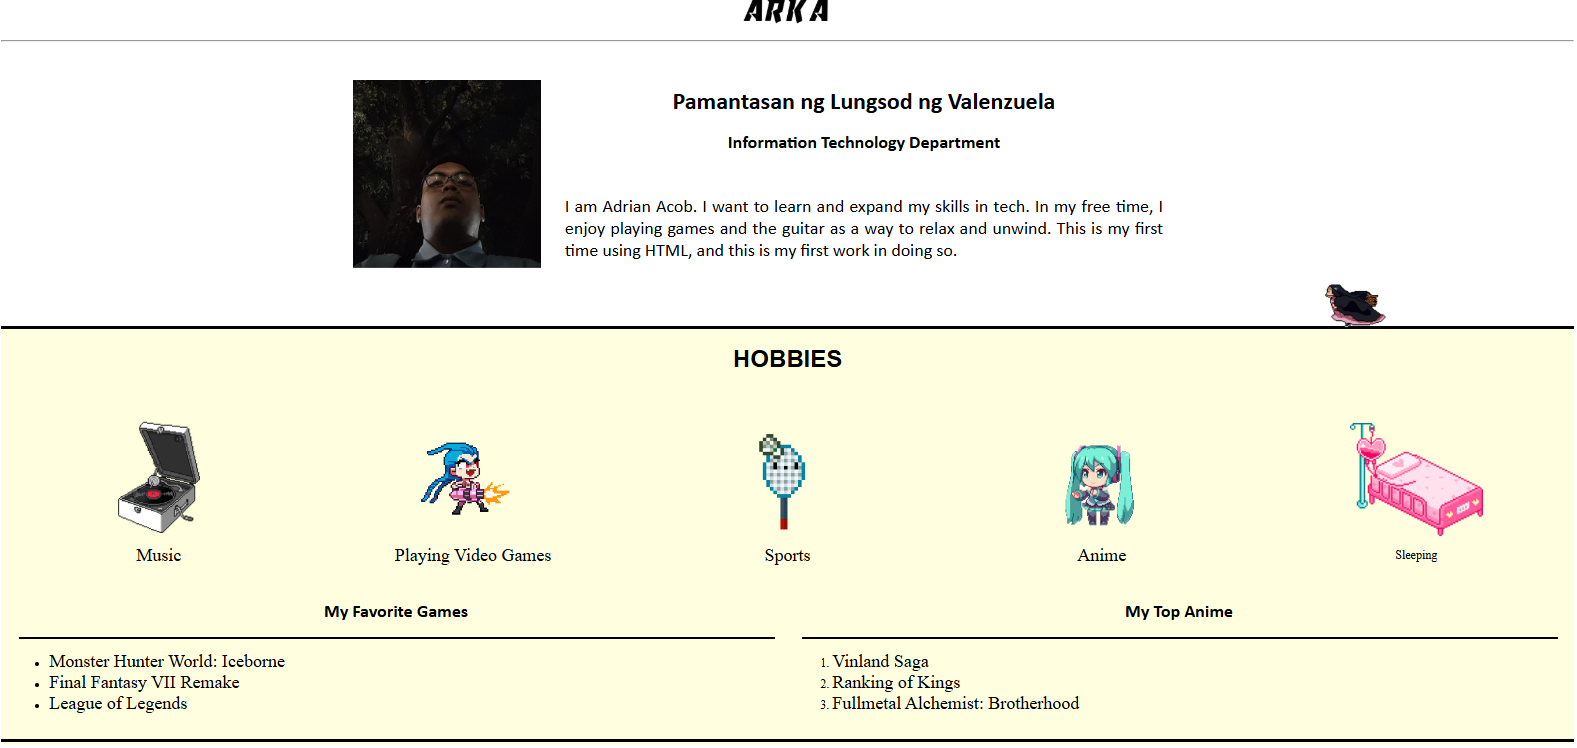 ARKA
Pamantasan ng Lungsod ng Valenzuela
Information Technology Department
I am Adrian Acob. I want to learn and expand my skills in tech. In my free time, I
enjoy playing games and the guitar as a way to relax and unwind. This is my first
time using HTML, and this is my first work in doing so.
HOBBIES
Music
Playing Video Games
Sports
Anime
Sleeping
My Favorite Games
• Monster Hunter World: Iceborne
• Final Fantasy VII Remake
• League of Legends
My Top Anime
1. Vinland Saga
2. Ranking of Kings
3. Fullmetal Alchemist: Brotherhood